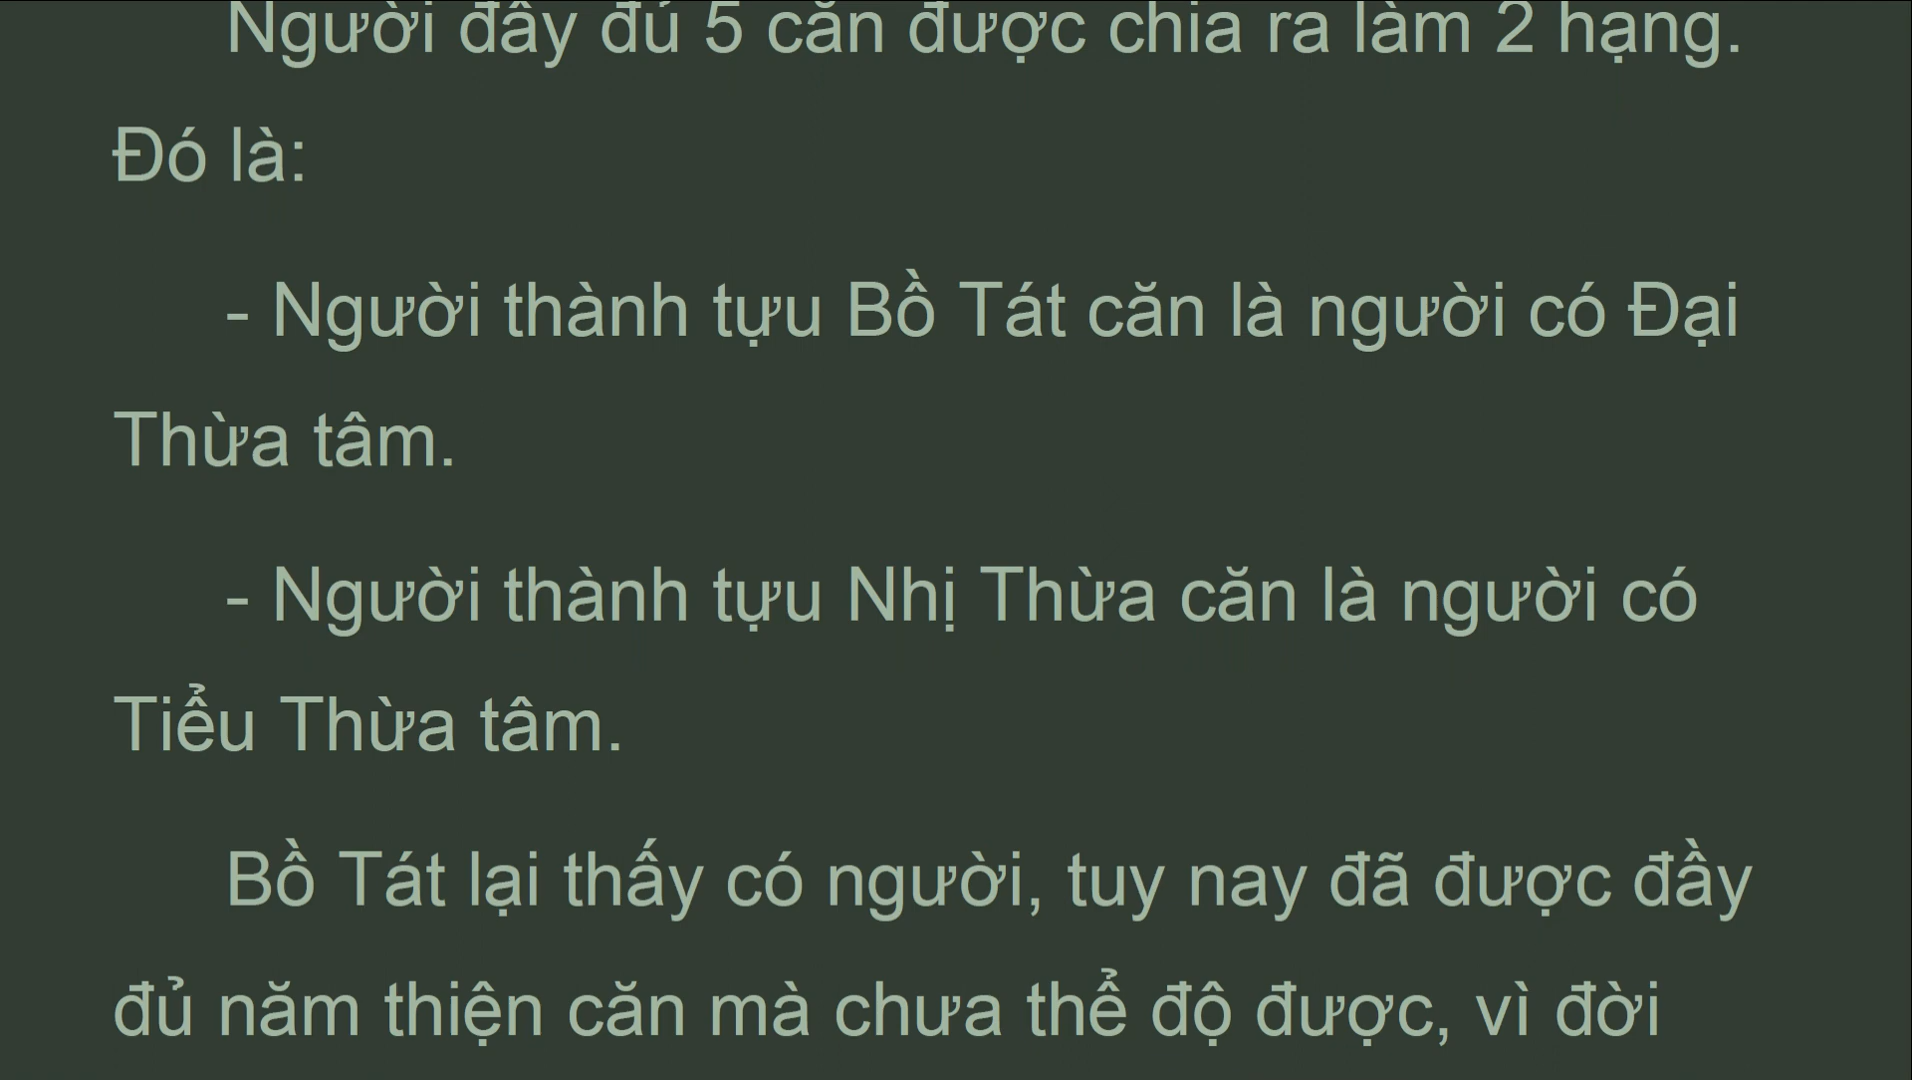 Người đầy đủ 5 căn được chia ra làm 2 hạng.
Đó là:
- Người thành tựu Bồ Tát căn là người có Đại
Thừa tâm.
- Người thành tựu Nhị Thừa căn là người có
Tiểu Thừa tâm.
Bồ Tát lại thấy có người, tuy nay đã được đầy
đủ năm thiện căn mà chưa thể độ được, vì đời